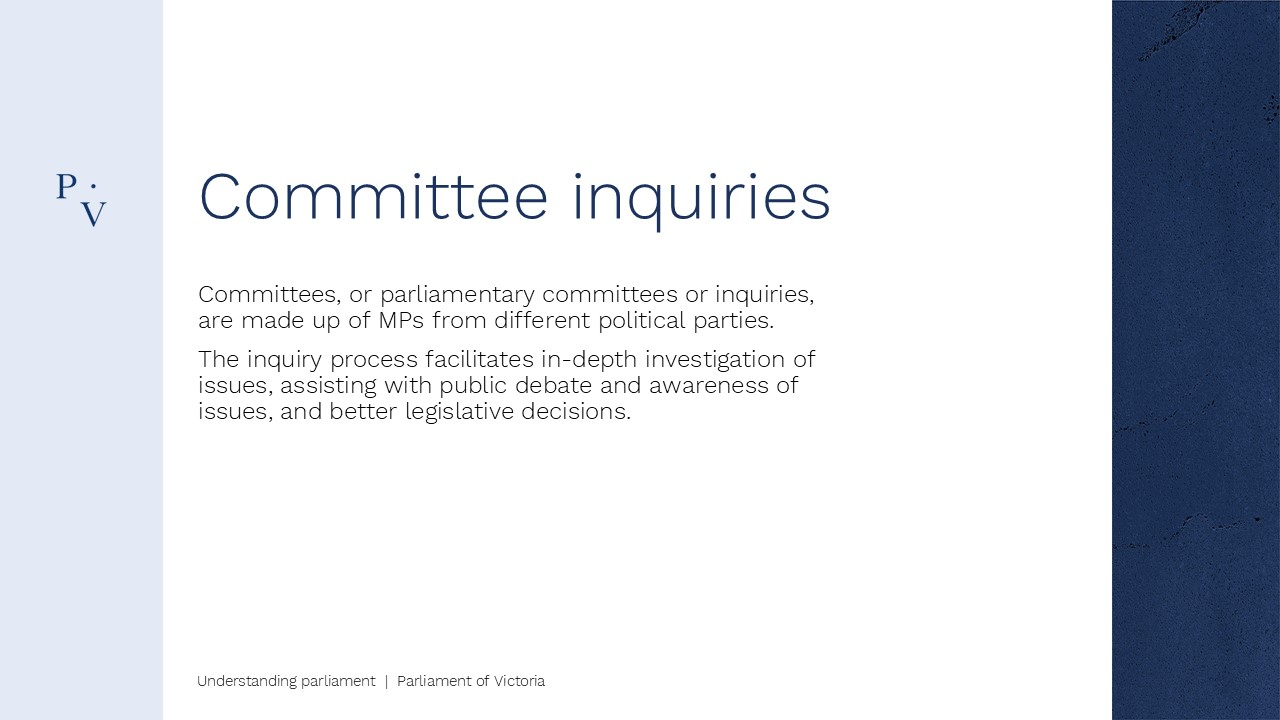 P ·
V
Committee inquiries
Committees, or parliamentary committees or inquiries,
are made up of MPs from different political parties.
The inquiry process facilitates in-depth investigation of
issues, assisting with public debate and awareness of
issues, and better legislative decisions.
Understanding parliament | Parliament of Victoria